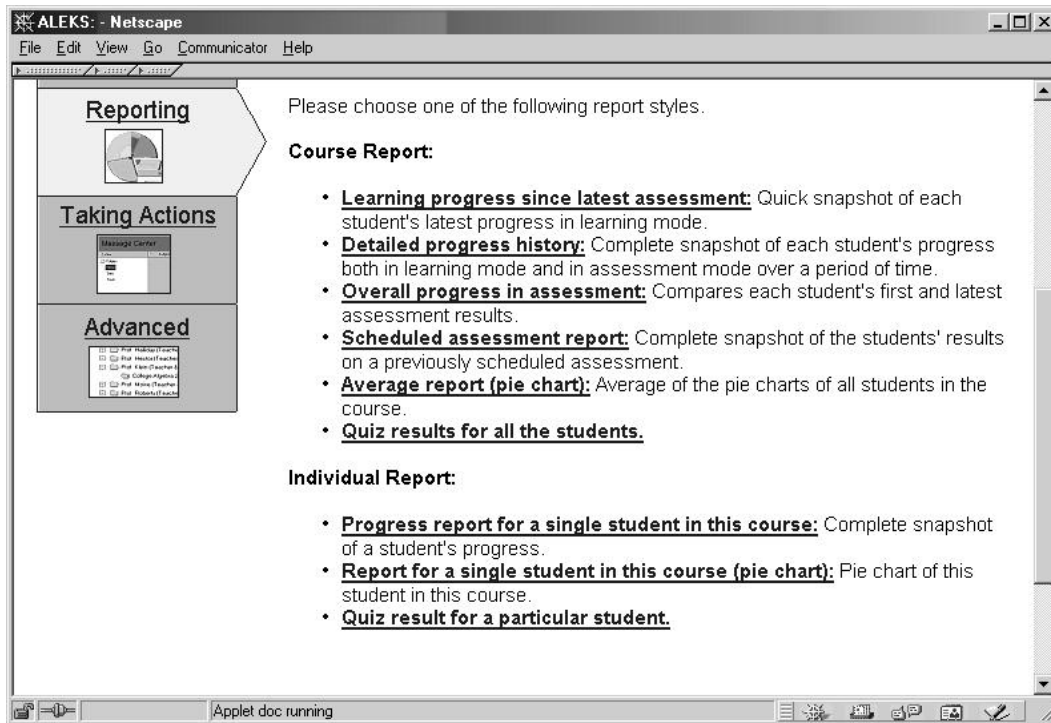 ALEKS: - Netscape
File Edit View Go Communicator Help
Reporting
Taking Actions
Message Center
Advanced
Please choose one of the following report styles.
Course Report:
• Learning progress since latest assessment: Quick snapshot of each
student's latest progress in learning mode.
• Detailed progress history: Complete snapshot of each student's progress
both in learning mode and in assessment mode over a period of time.
• Overall progress in assessment: Compares each student's first and latest
assessment results.
• Scheduled assessment report: Complete snapshot of the students' results
on a previously scheduled assessment.
• Average report (pie chart): Average of the pie charts of all students in the
course.
• Quiz results for all the students.
Individual Report:
• Progress report for a single student in this course: Complete snapshot
of a student's progress.
• Report for a single student in this course (pie chart): Pie chart of this
student in this course.
• Quiz result for a particular student.
Applet doc running